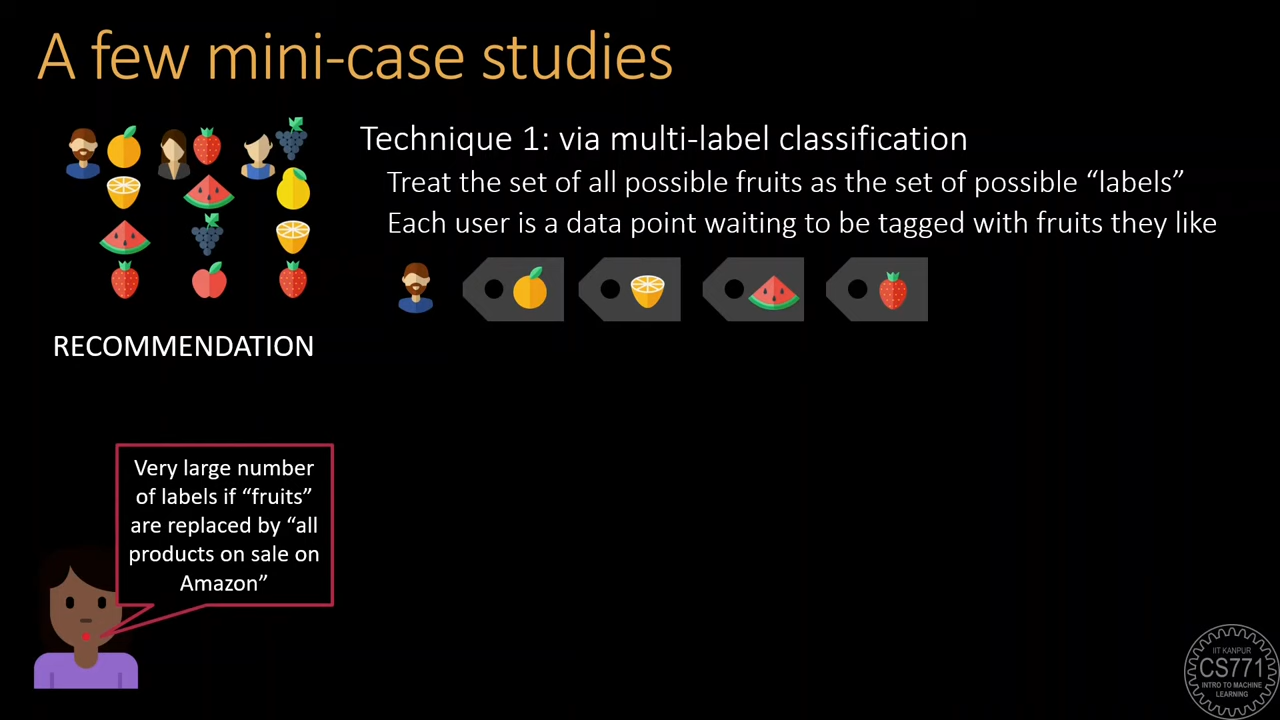 A few mini-case studies
Technique 1: via multi-label classification
Treat the set of all possible fruits as the set of possible “labels”
Each user is a data point waiting to be tagged with fruits they like
RECOMMENDATION
Very large number
of labels if “fruits”
are replaced by “all
products on sale on
Amazon”
IIT KANPUR
CS771
INTRO TO MACHINE
LEARNING